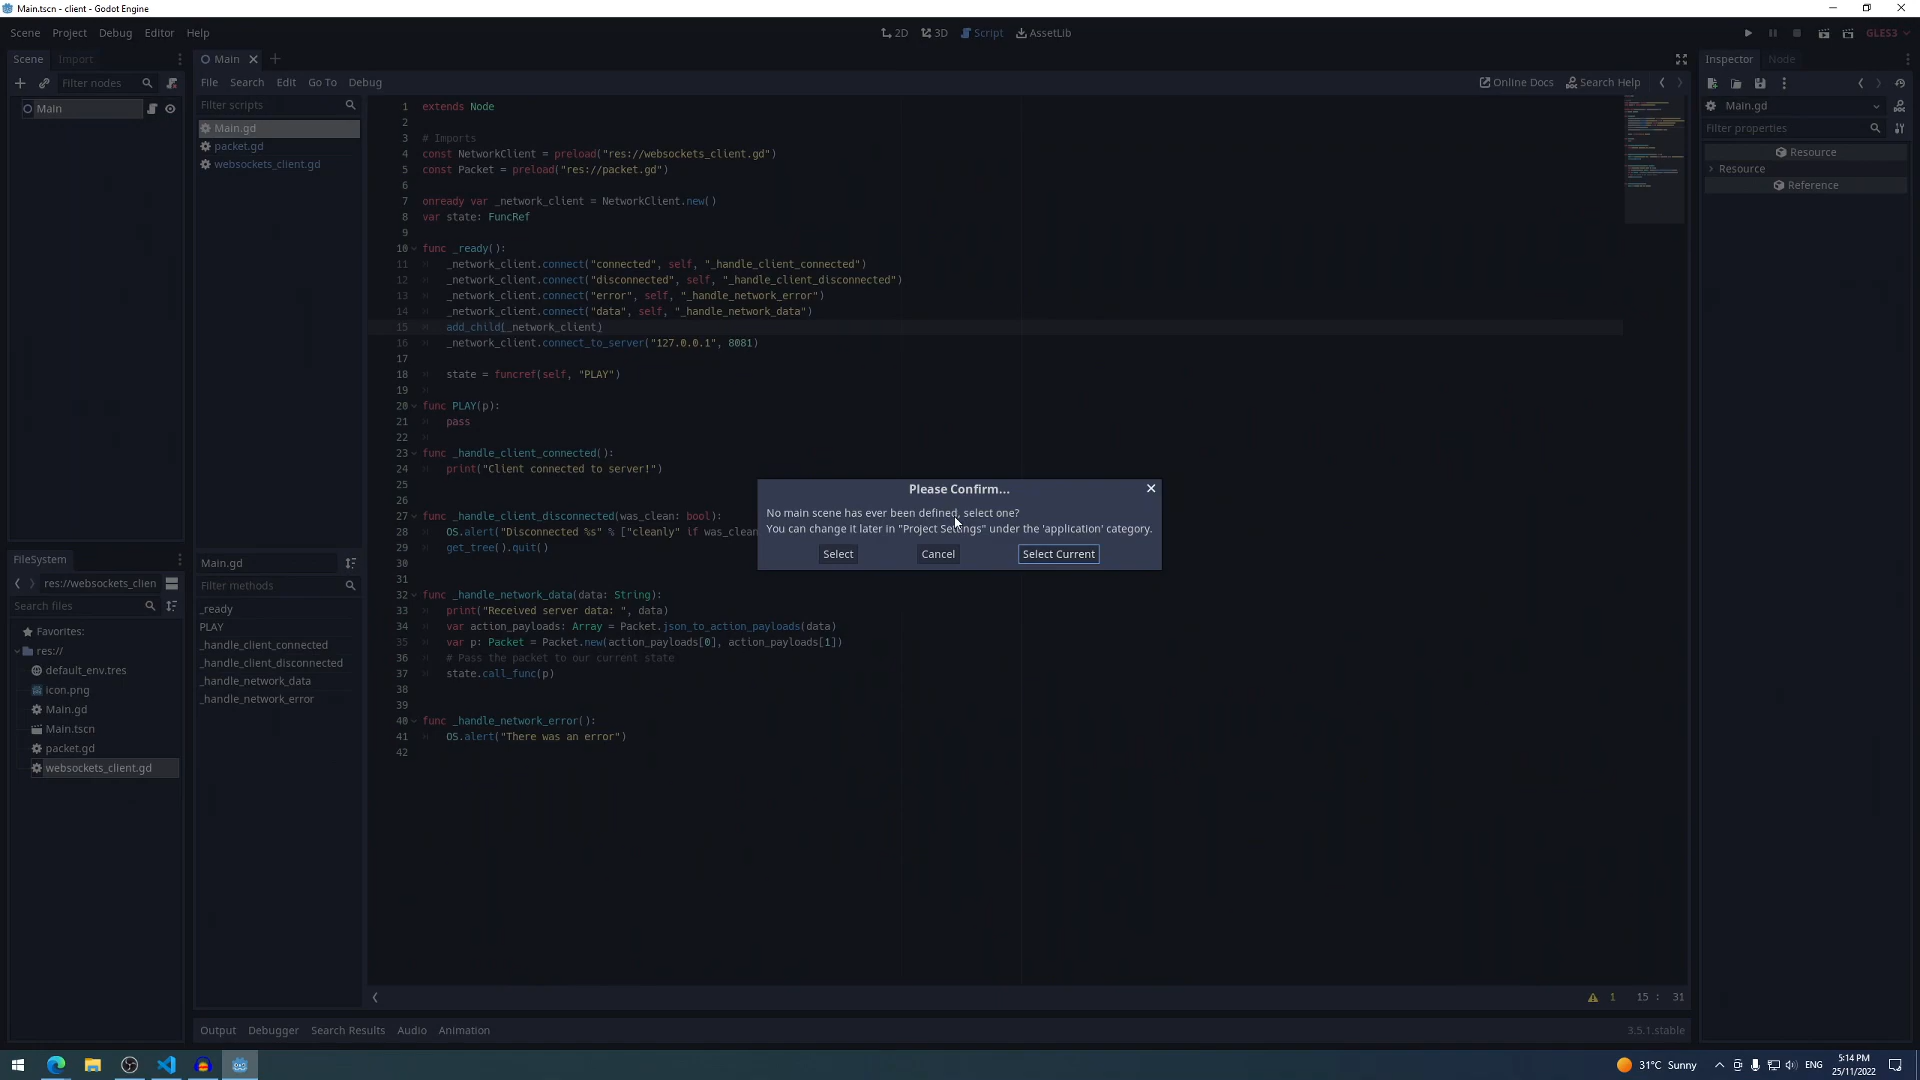 Main.tscn - client - Godot Engine
Scene Project Debug Editor Help
2D 3D Script AssetLib
GLES3
Scene Import
Filter nodes
Main
Main
File Search Edit Go To Debug
Online Docs Search Help
Filter scripts
Main.gd
packet.gd
websockets_client.gd
Main.gd
Filter methods
_ready
PLAY
_handle_client_connected
_handle_client_disconnected
_handle_network_data
_handle_network_error
1 extends Node
2
3 # Imports
4 const NetworkClient = preload("res://websockets_client.gd")
5 const Packet = preload("res://packet.gd")
6
7 onready var _network_client = NetworkClient.new()
8 var state: FuncRef
9
10 func _ready():
11 _network_client.connect("connected", self, "_handle_client_connected")
12 _network_client.connect("disconnected", self, "_handle_client_disconnected")
13 _network_client.connect("error", self, "_handle_network_error")
14 _network_client.connect("data", self, "_handle_network_data")
15 add_child(_network_client)
16 _network_client.connect_to_server("127.0.0.1", 8081)
17
18 state = funcref(self, "PLAY")
19
20 func PLAY(p):
21 pass
22
23 func _handle_client_connected():
24 print("Client connected to server!")
25
26
27 func _handle_client_disconnected(was_clean: bool):
28 OS.alert("Disconnected %s" % ["cleanly" if was_clean
29 get_tree().quit()
30
31
32 func _handle_network_data(data: String):
33 print("Received server data: ", data)
34 var action_payloads: Array = Packet.json_to_action_payloads(data)
35 var p: Packet = Packet.new(action_payloads[0], action_payloads[1])
36 # Pass the packet to our current state
37 state.call_func(p)
38
39
40 func _handle_network_error():
41 OS.alert("There was an error")
42
Please Confirm...
No main scene has ever been defined, select one?
You can change it later in "Project Settings" under the 'application' category.
Select Cancel Select Current
FileSystem
res://websockets_clien
Search files
Favorites:
res://
default_env.tres
icon.png
Main.gd
Main.tscn
packet.gd
websockets_client.gd
Inspector Node
Main.gd
Filter properties
Resource
Resource
Reference
1 15 : 31
Output Debugger Search Results Audio Animation
3.5.1.stable
31°C Sunny
ENG
5:14 PM
25/11/2022